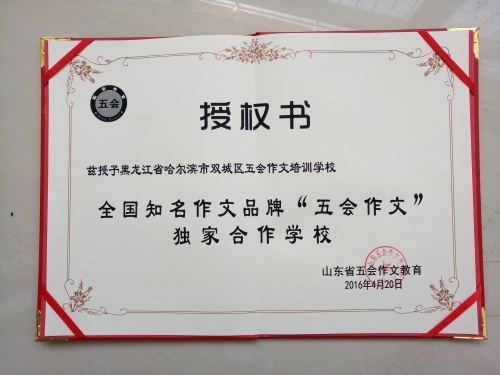 五会
授权书
兹授予黑龙江省哈尔滨市双城区五会作文培训学校
全国知名作文品牌“五会作文”
独家合作学校
山东省五会作文教育
2016年4月20日